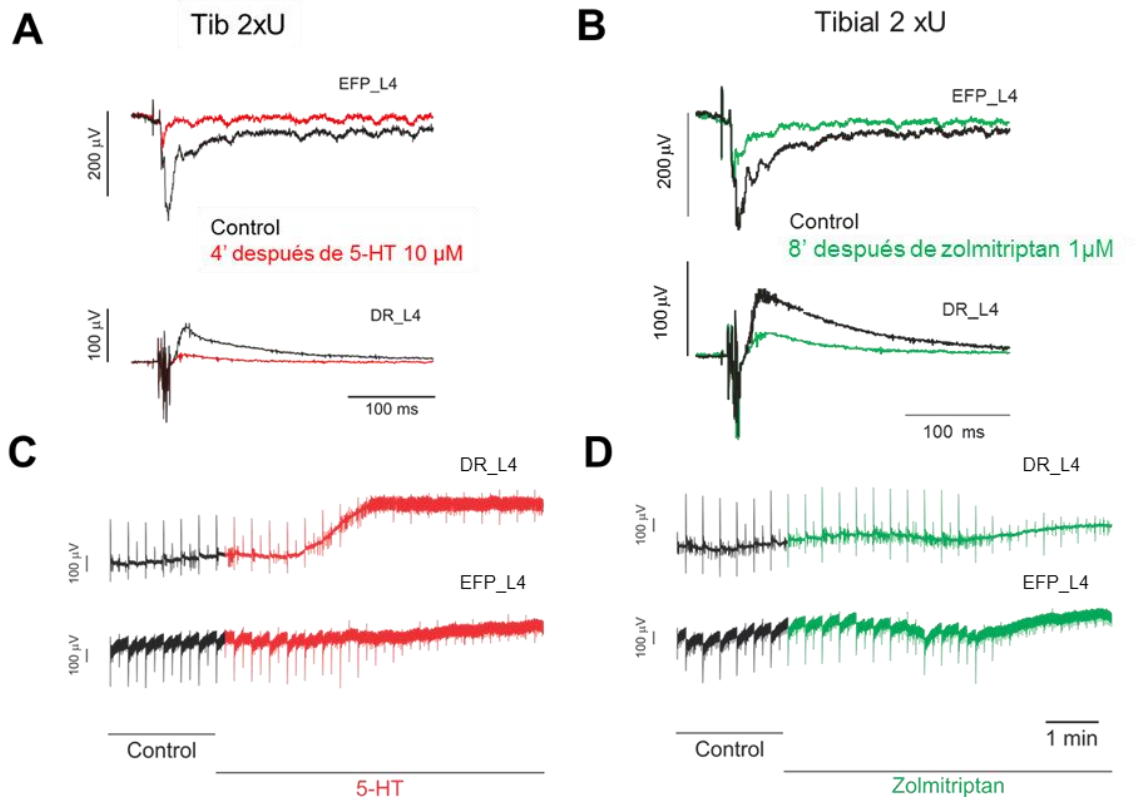 A
Tib 2xU
EFP_L4
200 µV
Control
4' después de 5-HT 10 µM
100 µV
DR_L4
100 ms
B
Tibial 2 xU
EFP_L4
200 µV
Control
8' después de zolmitriptan 1µM
100 µV
DR_L4
100 ms
C
DR_L4
100 µV
EFP_L4
100 µV
Control
5-HT
D
DR_L4
100 µV
EFP_L4
100 µV
1 min
Control
Zolmitriptan